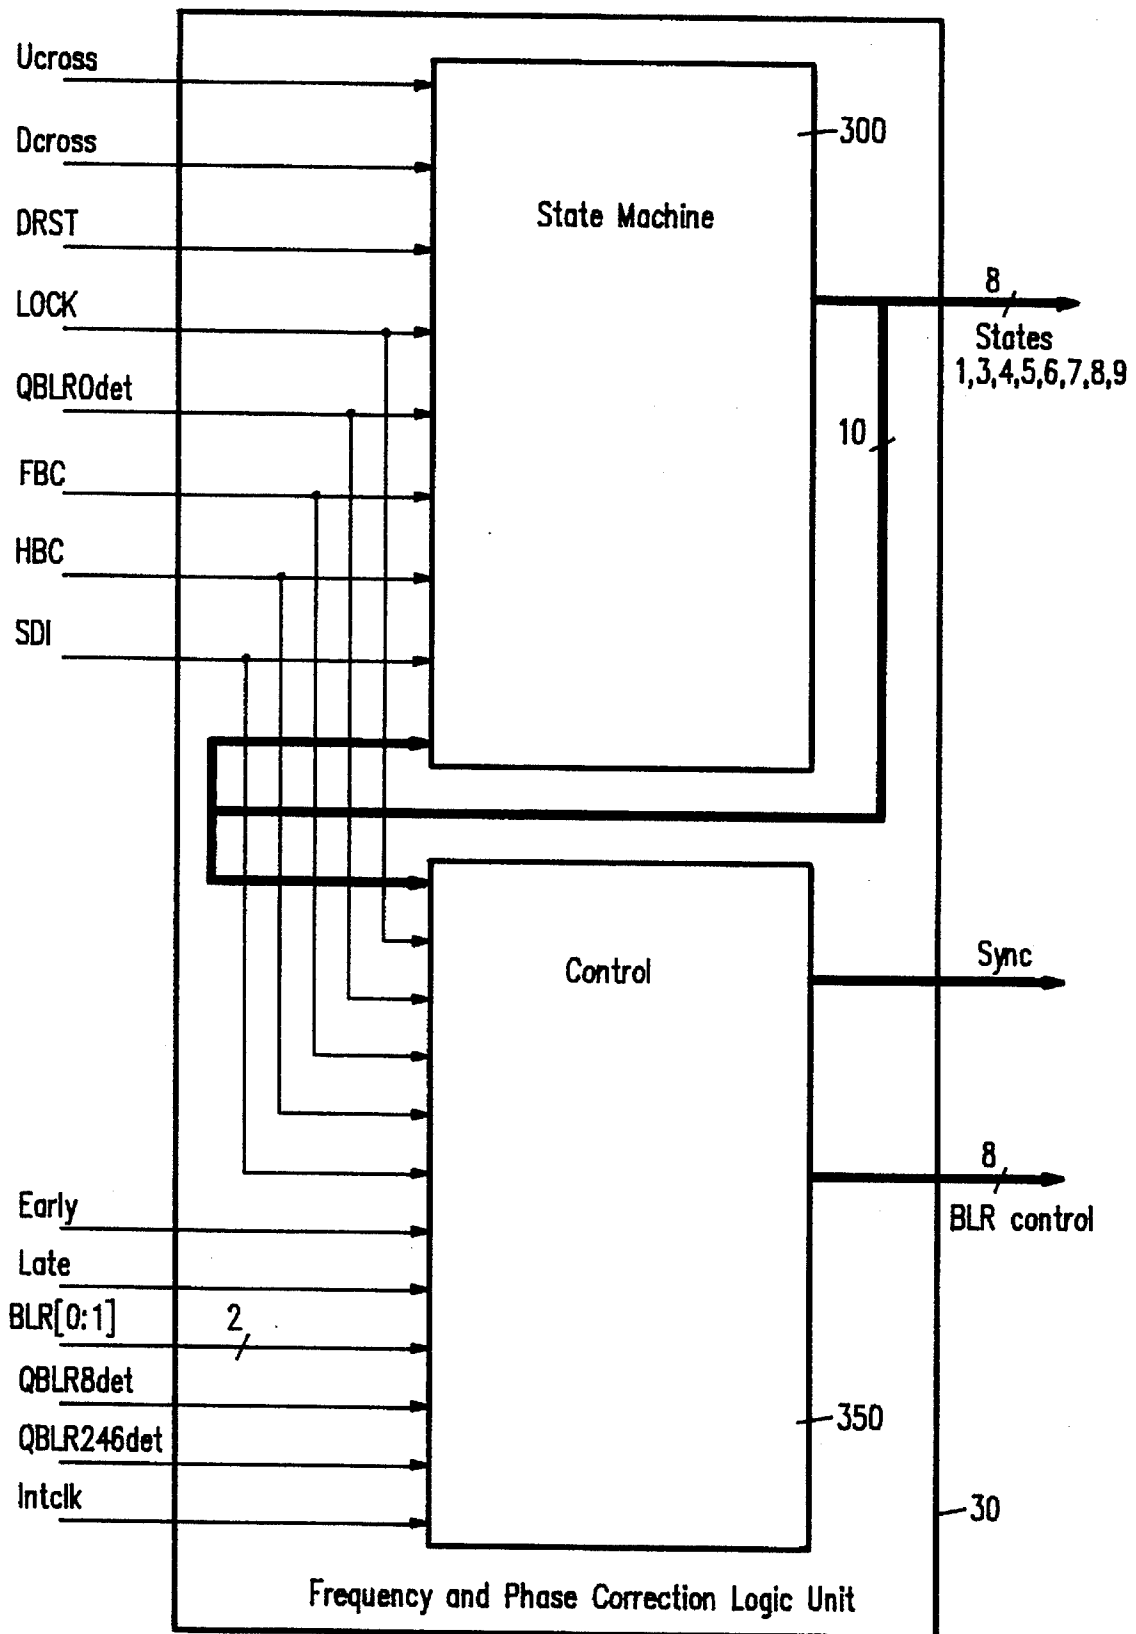 Ucross
Dcross
DRST
LOCK
QBLR0det
FBC
HBC
SDI
State Machine
300
8
States
1,3,4,5,6,7,8,9
10
Control
Sync
8
BLR control
Early
Late
BLR[0:1]
2
QBLR8det
QBLR246det
Intclk
350
30
Frequency and Phase Correction Logic Unit